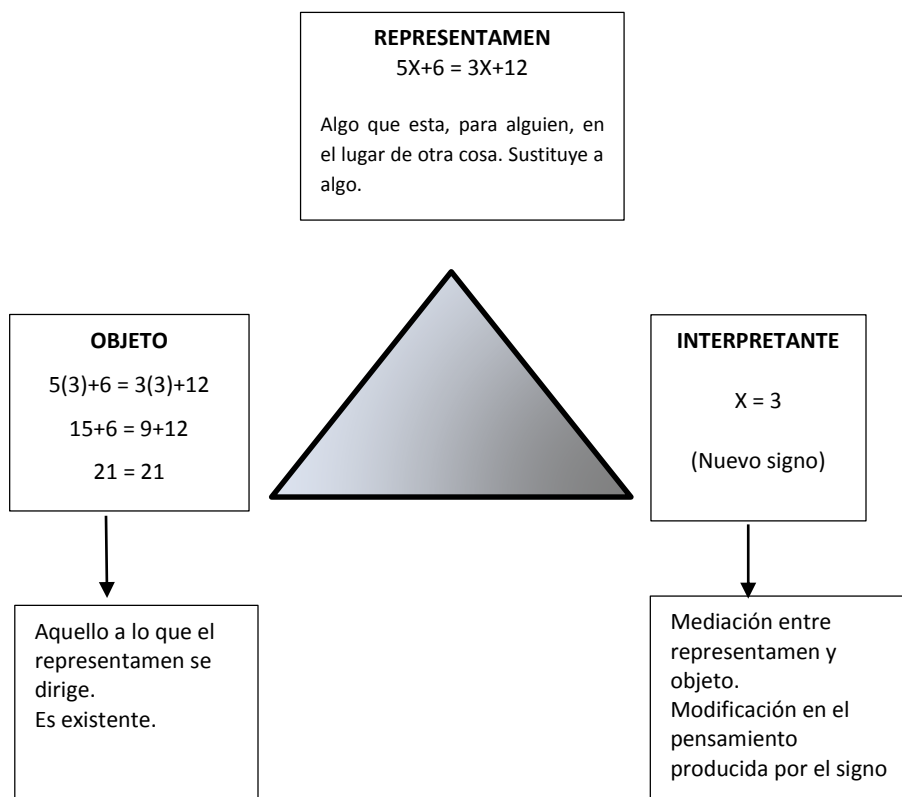 REPRESENTAMEN
5X+6 = 3X+12
Algo que esta, para alguien, en
el lugar de otra cosa. Sustituye a
algo.
OBJETO
5(3)+6 = 3(3)+12
15+6 = 9+12
21 = 21
INTERPRETANTE
X = 3
(Nuevo signo)
Aquello a lo que el
representamen se
dirige.
Es existente.
Mediación entre
representamen y
objeto.
Modificación en el
pensamiento
producida por el signo